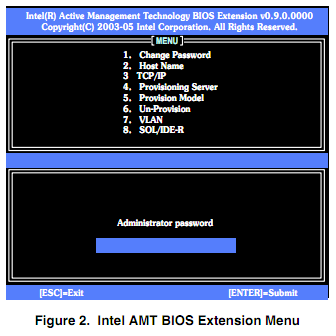 Intel(R) Active Management Technology BIOS Extension v0.9.0.0000
Copyright(C) 2003-05 Intel Corporation. All Rights Reserved.
[ MENU ]
1. Change Password
2. Host Name
3 TCP/IP
4. Provisioning Server
5. Provision Model
6. Un-Provision
7. VLAN
8. SOL/IDE-R
Administrator password
[ESC]=Exit [ENTER]=Submit
Figure 2. Intel AMT BIOS Extension Menu